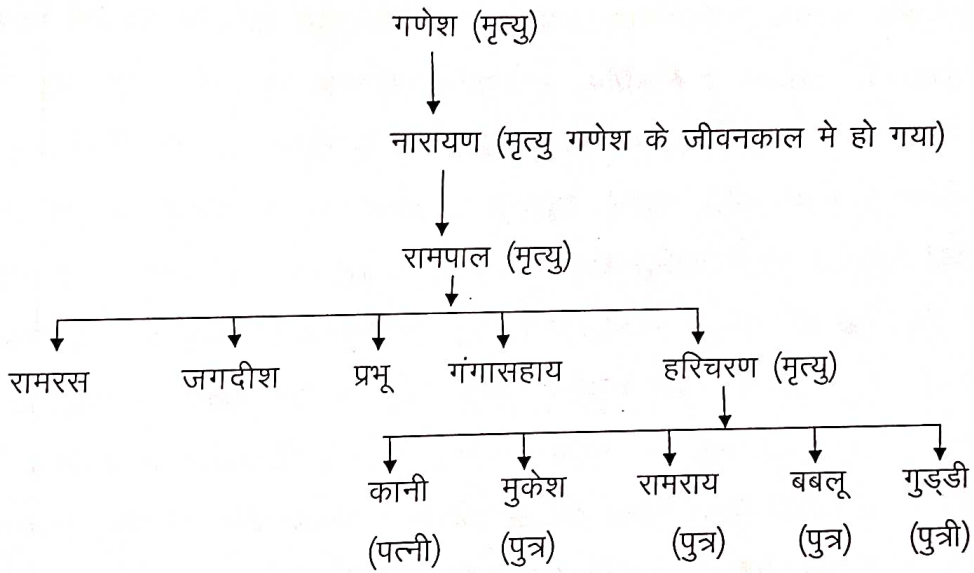 गणेश (मृत्यु)
नारायण (मृत्यु गणेश के जीवनकाल मे हो गया)
रामपाल (मृत्यु)
रामरस जगदीश प्रभू गंगासहाय हरिचरण (मृत्यु)
कानी मुकेश रामराय बबलू गुड्डी
(पत्नी) (पुत्र) (पुत्र) (पुत्र) (पुत्री)